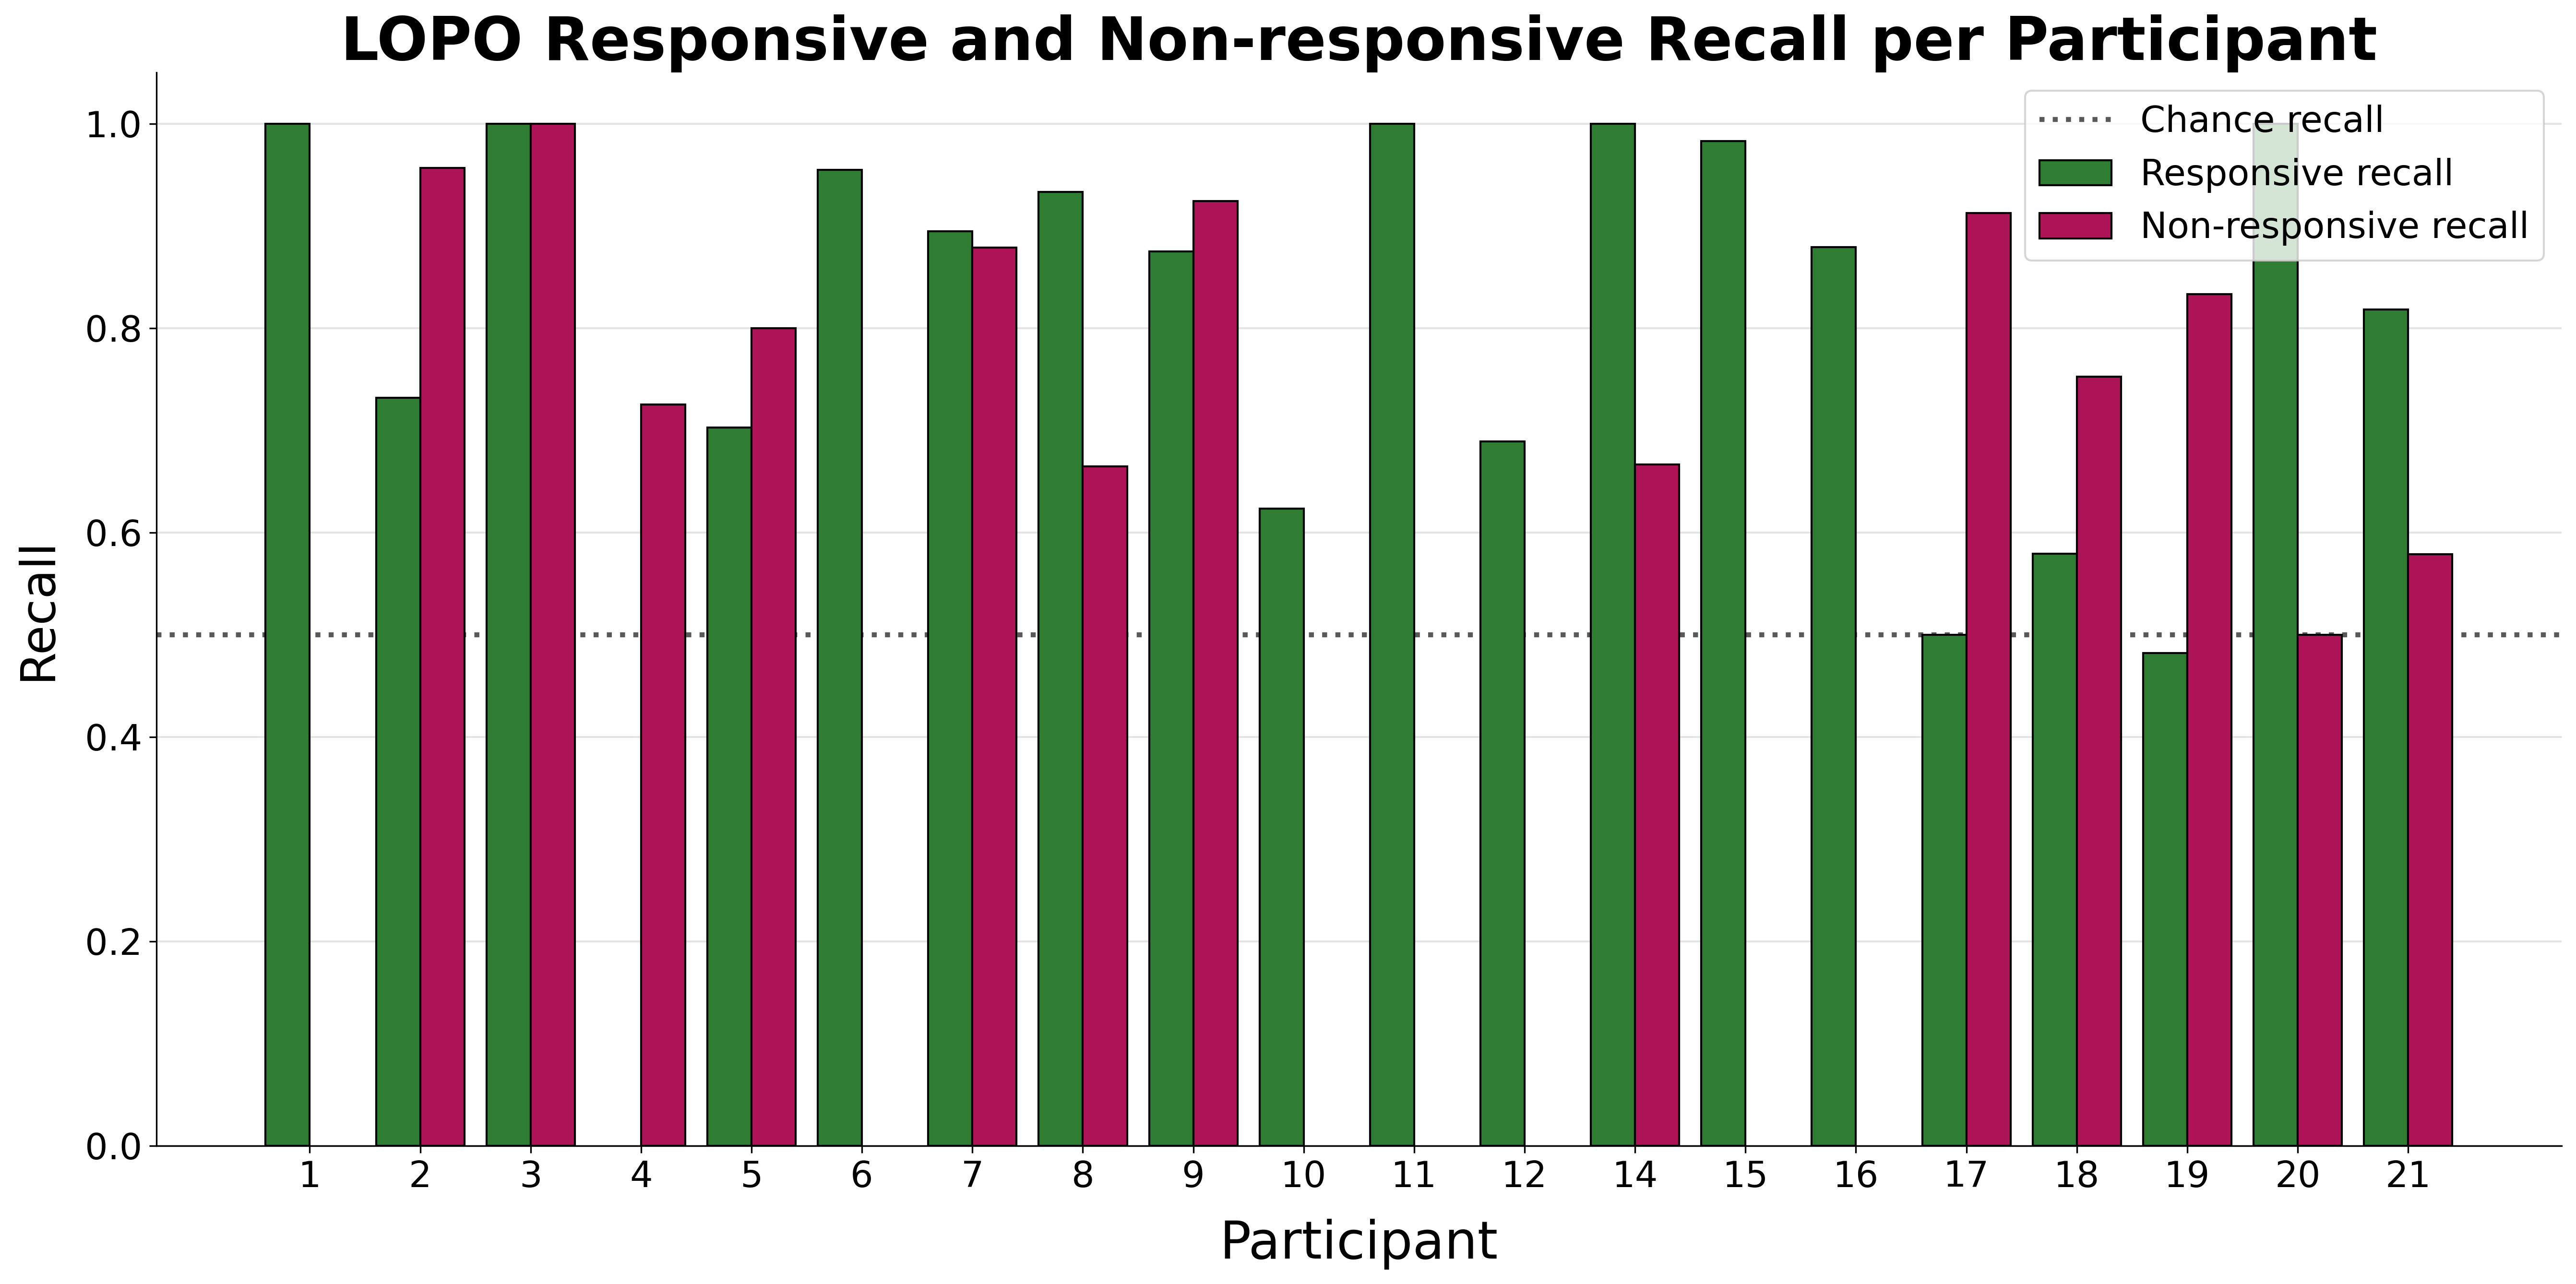 LOPO Responsive and Non-responsive Recall per Participant
Chance recall
Responsive recall
Non-responsive recall
Recall
1.0
0.8
0.6
0.4
0.2
0.0
1 2 3 4 5 6 7 8 9 10 11 12 14 15 16 17 18 19 20 21
Participant